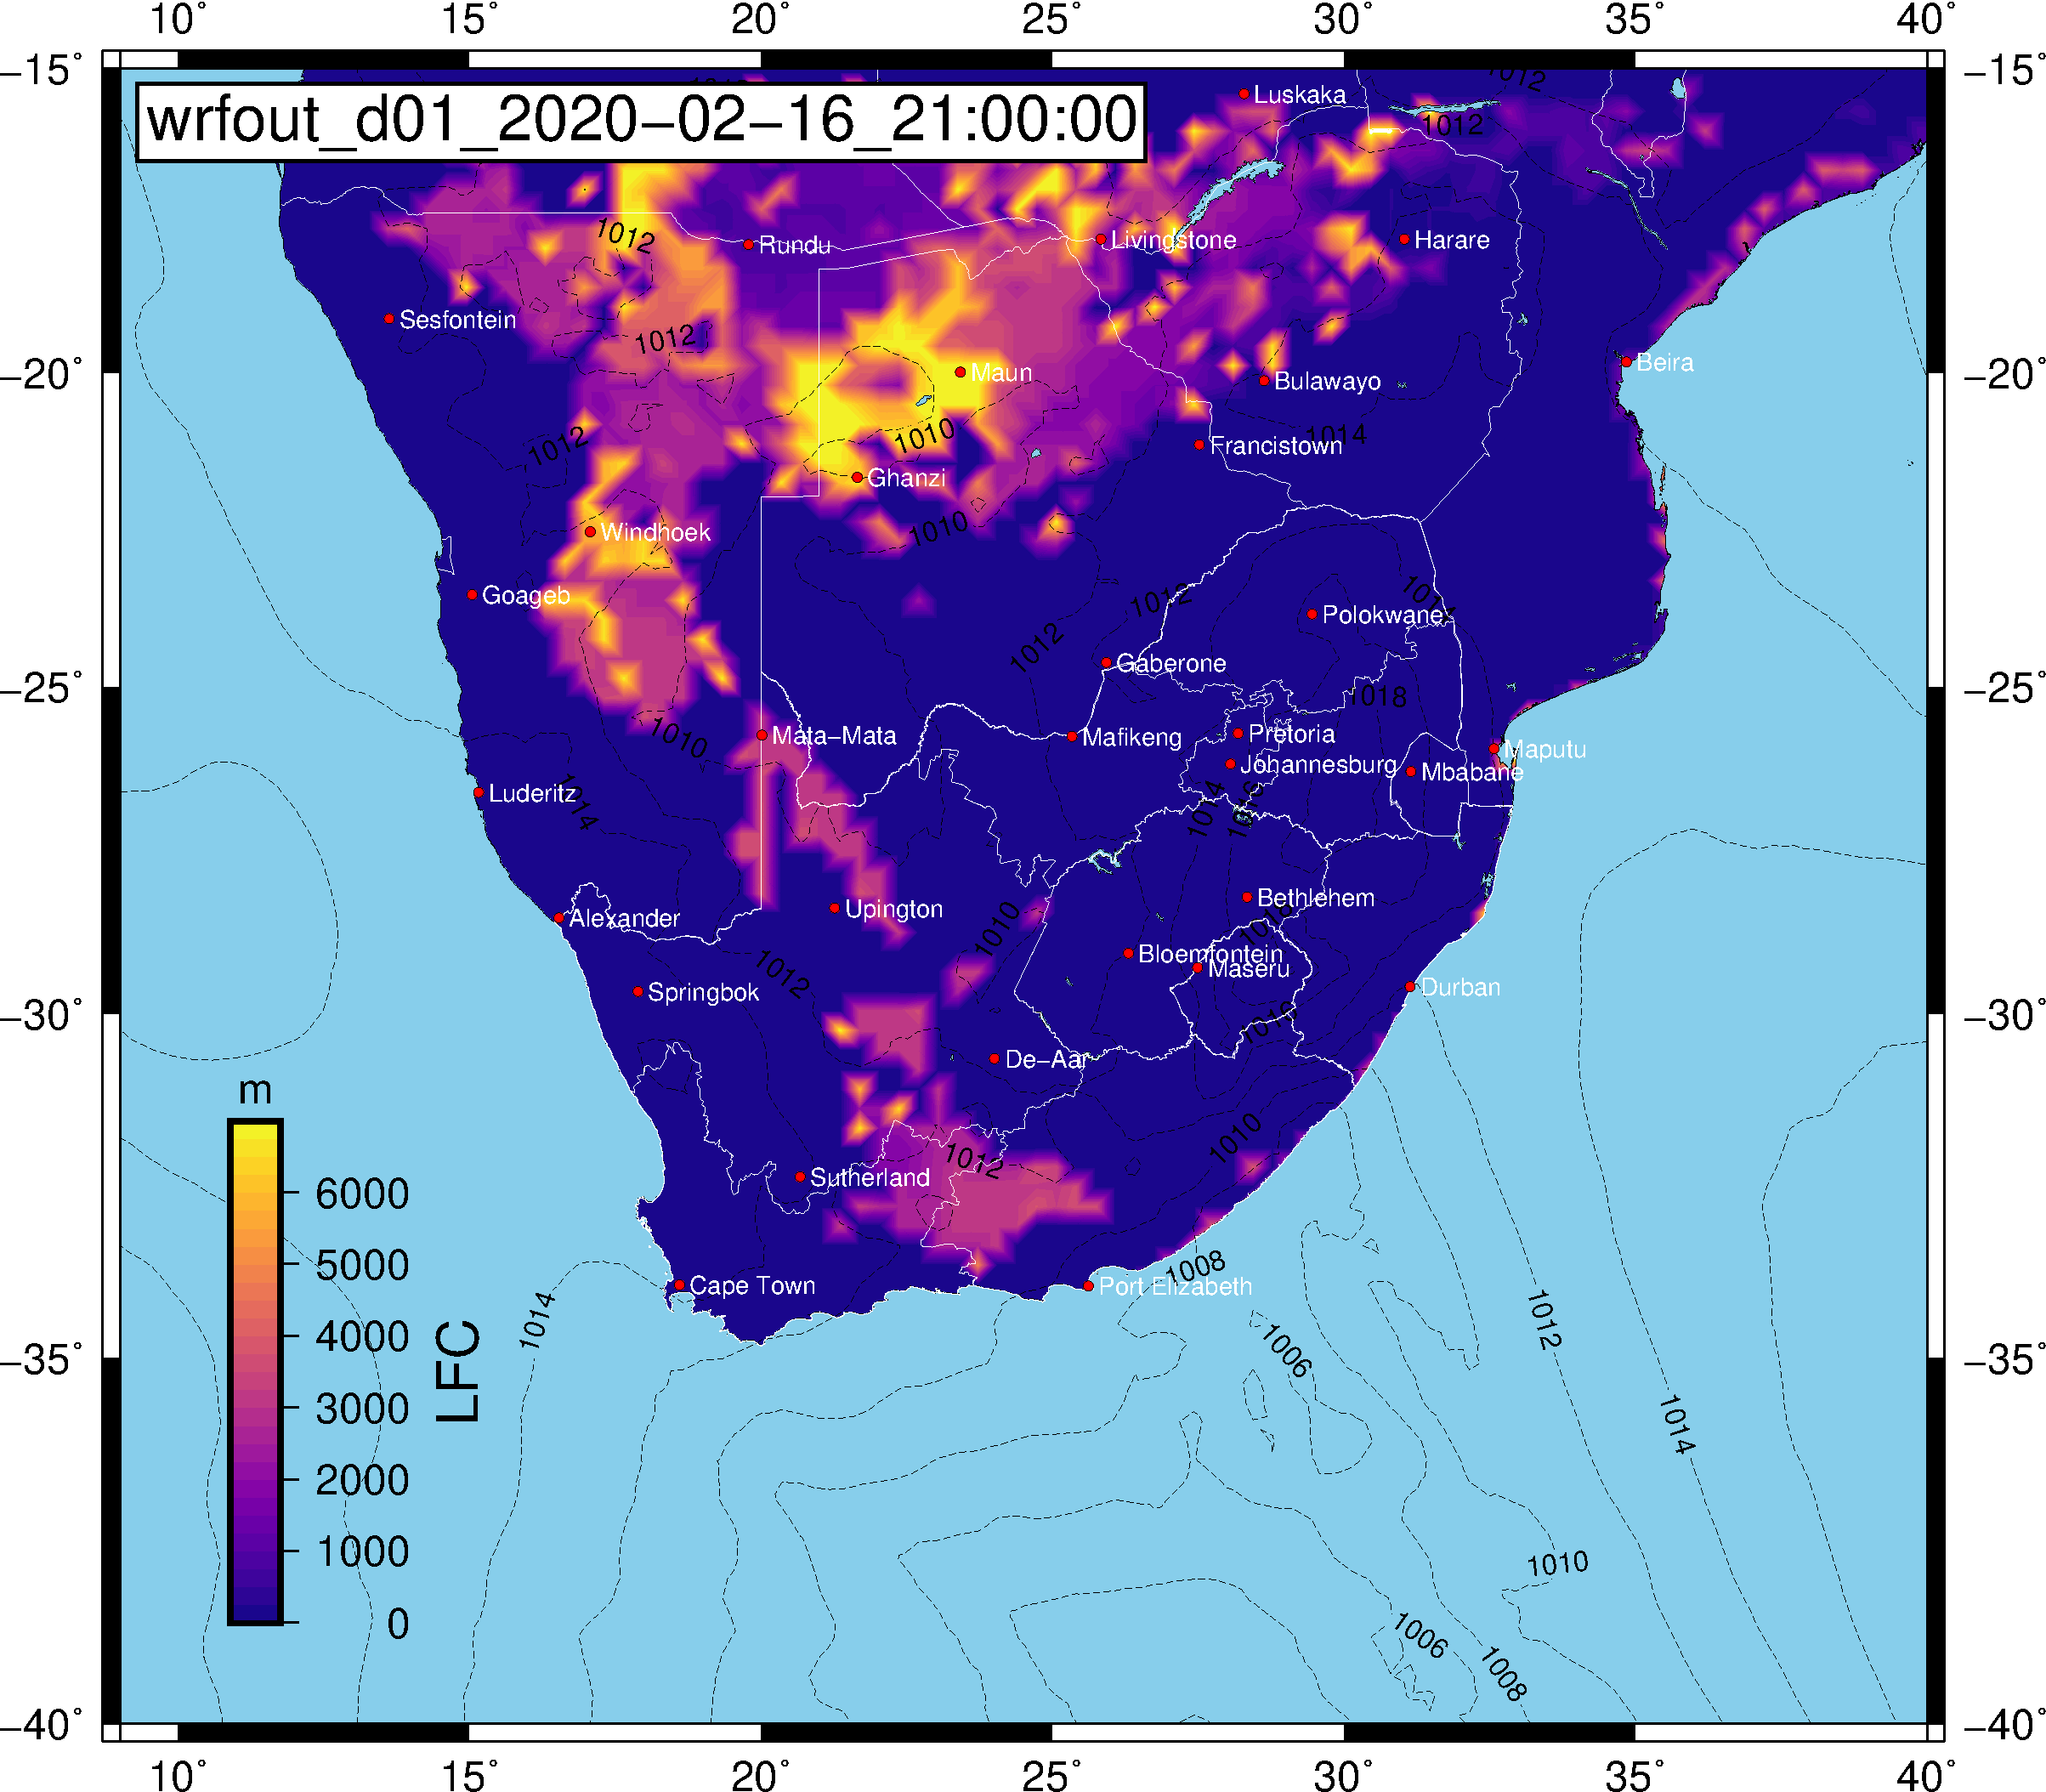 10° 15° 20° 25° 30° 35° 40°
−15° −15°
1012
1012
Luskaka
wrfout_d01_2020−02−16_21:00:00
1012
1012
Rundu
Livingstone
Harare
Sesfontein
1012
Beira
−20° −20°
Maun
Bulawayo
1012
1010
1014
Francistown
Ghanzi
1010
Windhoek
Goageb
1012
1014
Polokwane
1012
Gaberone
−25° −25°
1018
1010
Mata−Mata
Mafikeng
Pretoria
Maputu
Johannesburg
Mbabane
Luderitz
1014
1014
1016
Bethlehem
Upington
Alexander
1010
1018
Bloemfontein
Maseru
1012
Springbok
Durban
−30° −30°
1016
De−Aar
m
1010
1012
Sutherland
6000
5000
4000
3000
2000
1000
0
LFC
1008
Cape Town
Port Elizabeth
1014
1006
1012
−35° −35°
1014
1010
1006
1008
−40° −40°
10° 15° 20° 25° 30° 35° 40°